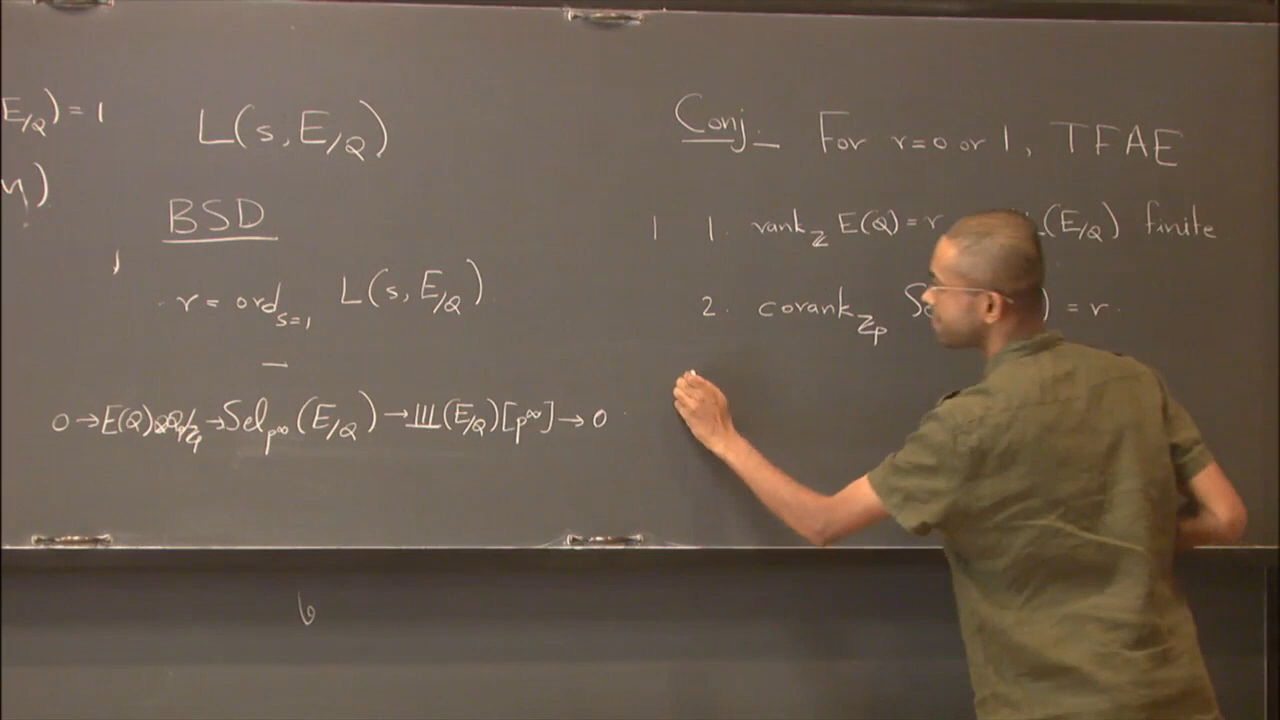 E/Q) = 1
η)
L(s, E/Q)
BSD
r = ord_{s=1} L(s, E/Q)
0 → E(Q)⊗Q_p/Z_p → Sel_{p^∞}(E/Q) → Ш(E/Q)[p^∞] → 0
Conj. For r=0 or 1, TFAE
1. rank_Z E(Q) = r (E/Q) finite
2. corank_{Z_p} S ) = r.